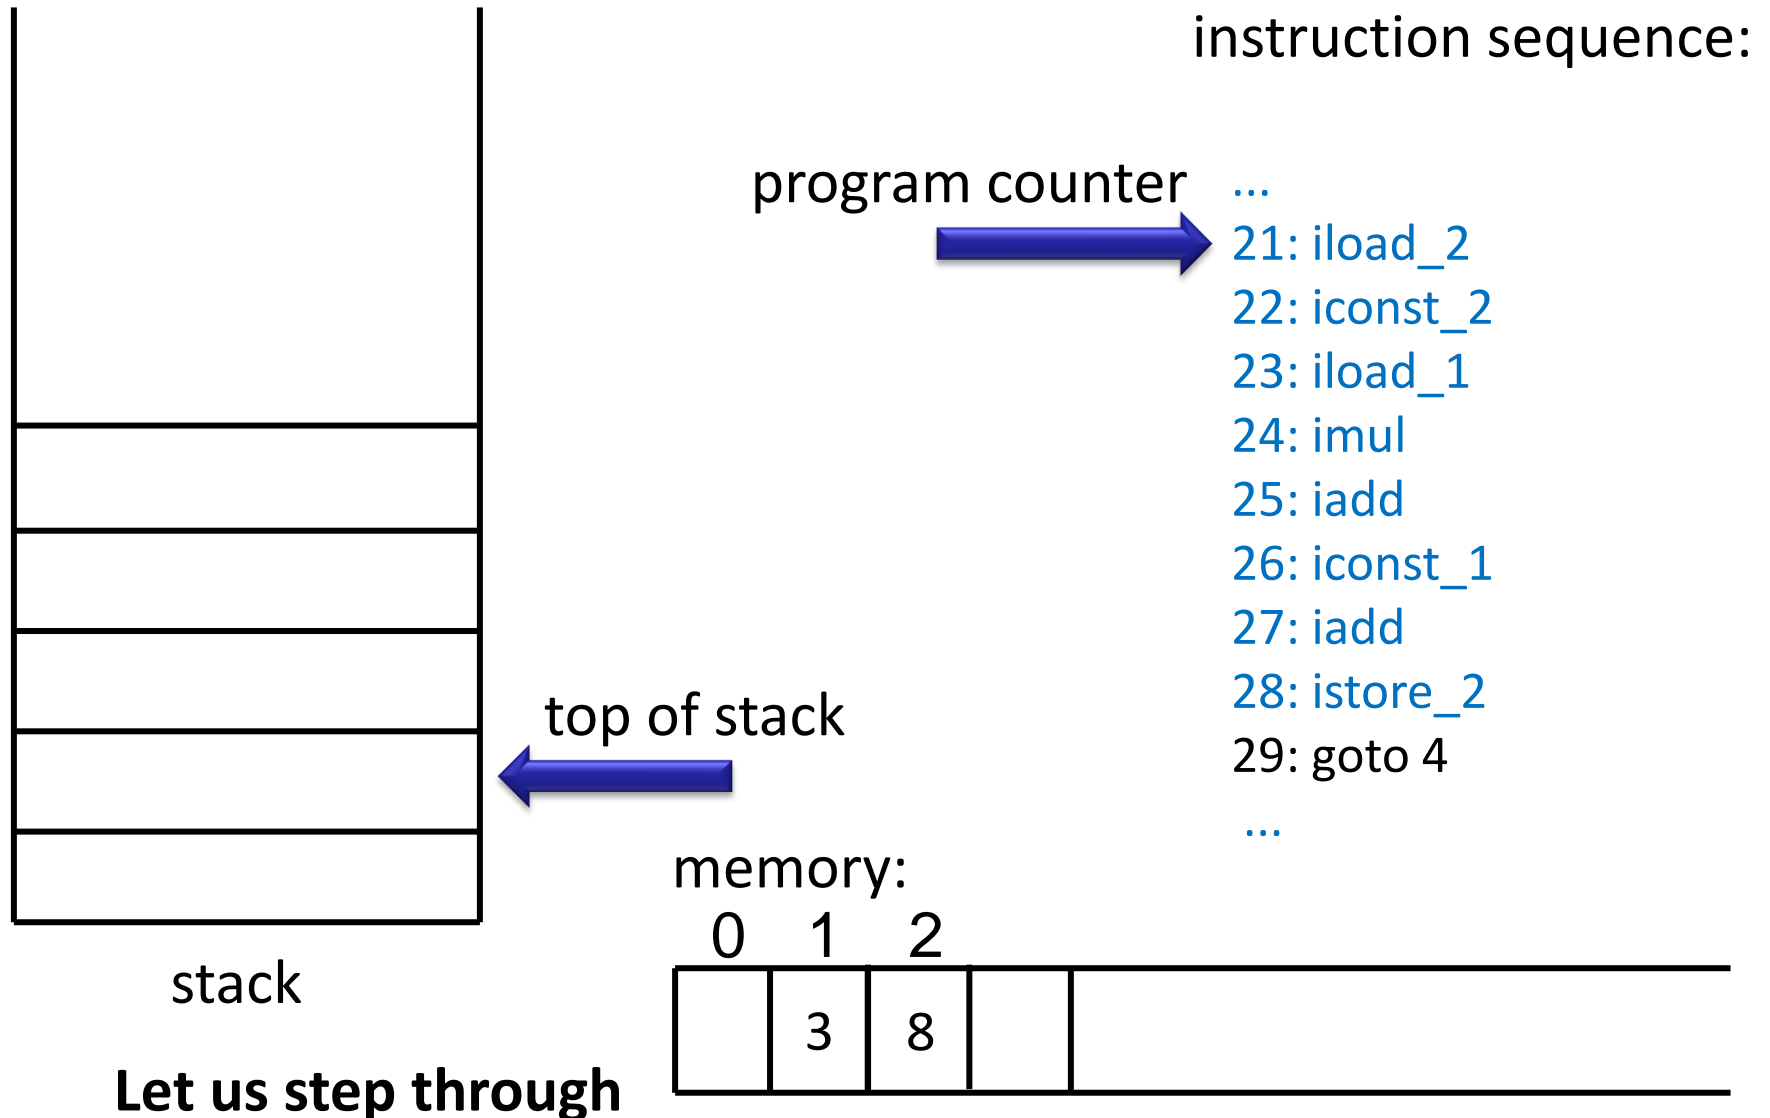 instruction sequence:
program counter
...
21: iload_2
22: iconst_2
23: iload_1
24: imul
25: iadd
26: iconst_1
27: iadd
28: istore_2
29: goto 4
...
top of stack
memory:
0 1 2
3 8
stack
Let us step through